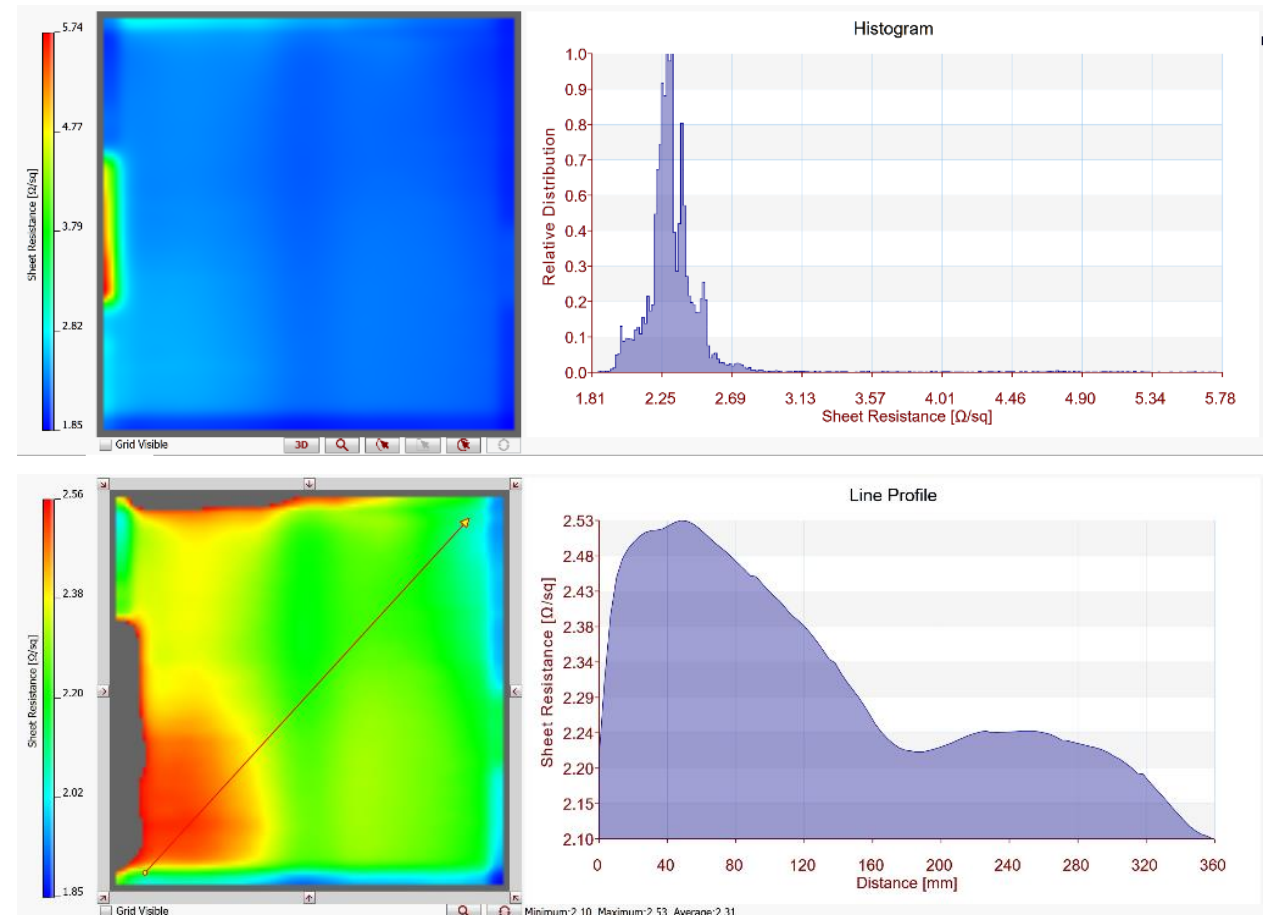 5.74
4.77
3.79
2.82
1.85
Sheet Resistance [Ω/sq]
Grid Visible
3D
Histogram
1.0
0.9
0.8
0.7
0.6
0.4
0.3
0.2
0.1
0.0
Relative Distribution
1.81 2.25 2.69 3.13 3.57 4.01 4.46 4.90 5.34 5.78
Sheet Resistance [Ω/sq]
2.56
2.38
2.20
2.02
1.85
Sheet Resistance [Ω/sq]
Grid Visible
Line Profile
2.53
2.48
2.43
2.38
2.34
2.29
2.24
2.20
2.15
2.10
Sheet Resistance [Ω/sq]
0 40 80 120 160 200 240 280 320 360
Distance [mm]
Minimum:2.10 Maximum:2.53 Average:2.31